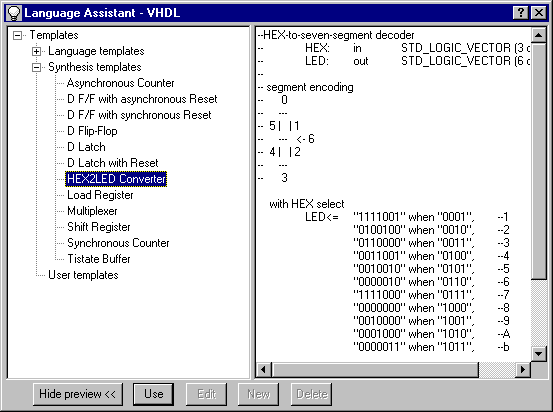 Language Assistant - VHDL
Templates
Language templates
Synthesis templates
Asynchronous Counter
D F/F with asynchronous Reset
D F/F with synchronous Reset
D Flip-Flop
D Latch
D Latch with Reset
HEX2LED Converter
Load Register
Multiplexer
Shift Register
Synchronous Counter
Tistate Buffer
User templates
--HEX-to-seven-segment decoder
-- HEX: in STD_LOGIC_VECTOR (3 
-- LED: out STD_LOGIC_VECTOR (6 
--
-- segment encoding
-- 0
-- ---
-- 5| |1
-- --- <- 6
-- 4| |2
-- ---
-- 3
with HEX select
LED<= "1111001" when "0001", --1
"0100100" when "0010", --2
"0110000" when "0011", --3
"0011001" when "0100", --4
"0010010" when "0101", --5
"0000010" when "0110", --6
"1111000" when "0111", --7
"0000000" when "1000", --8
"0010000" when "1001", --9
"0001000" when "1010", --A
"0000011" when "1011", --b
Hide preview << Use Edit New Delete